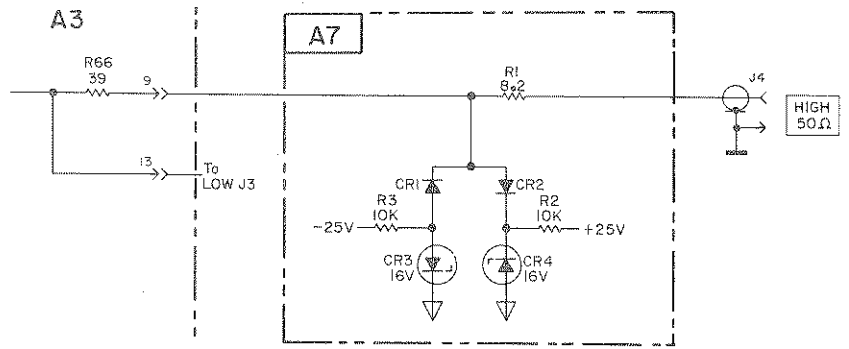 A3
A7
R66
39
9
R1
8.2
J4
HIGH
50Ω
13
To
LOW J3
CR1
CR2
R3
10K
R2
10K
-25V
+25V
CR3
16V
CR4
16V